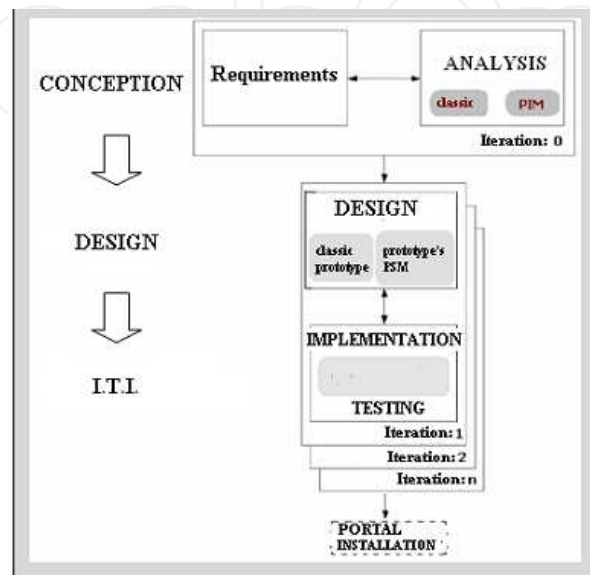 CONCEPTION
DESIGN
I.T.I.
Requirements
ANALYSIS
classic
PIM
Iteration: 0
DESIGN
classic
prototype
prototype's
PSM
IMPLEMENTATION
TESTING
Iteration: 1
Iteration: 2
Iteration: n
PORTAL
INSTALLATION